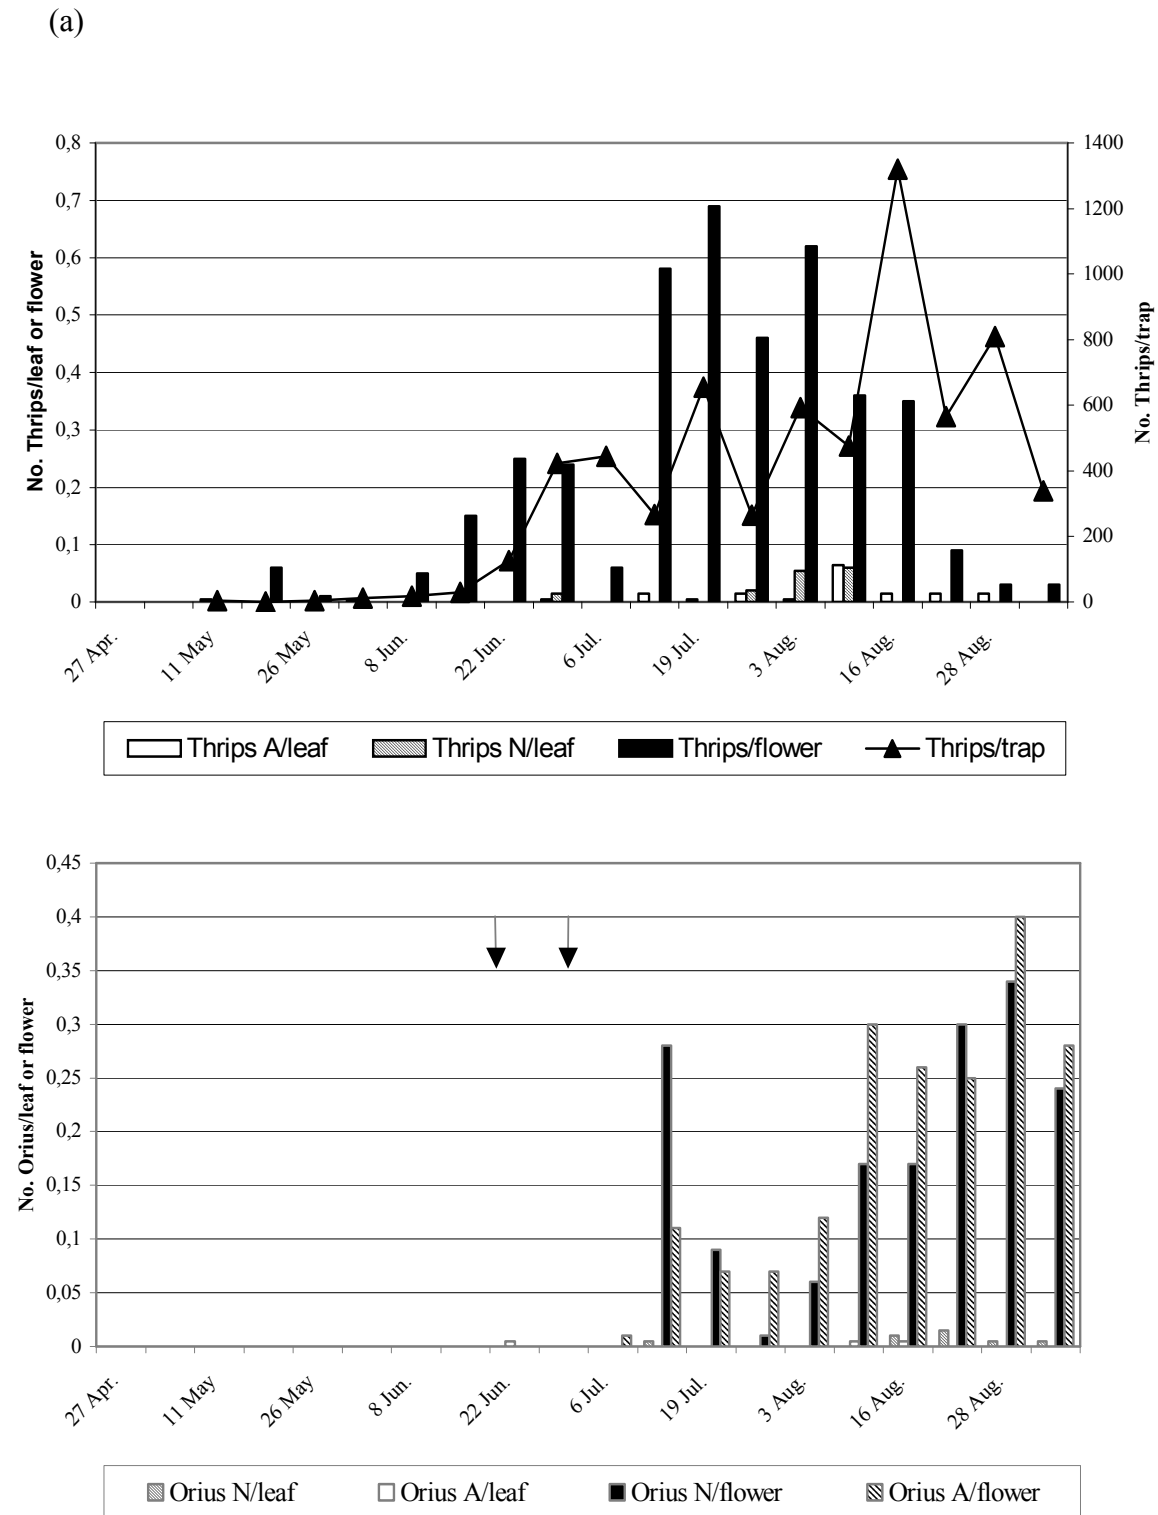 (a)
0,8
0,7
0,6
0,5
0,4
0,3
0,2
0,1
0
No. Thrips/leaf or flower
1400
1200
1000
800
600
400
200
0
No. Thrips/trap
27 Apr.
11 May
26 May
8 Jun.
22 Jun.
6 Jul.
19 Jul.
3 Aug.
16 Aug.
28 Aug.
Thrips A/leaf
Thrips N/leaf
Thrips/flower
Thrips/trap
0,45
0,4
0,35
0,3
0,25
0,2
0,15
0,1
0,05
0
No. Orius/leaf or flower
27 Apr.
11 May
26 May
8 Jun.
22 Jun.
6 Jul.
19 Jul.
3 Aug.
16 Aug.
28 Aug.
Orius N/leaf
Orius A/leaf
Orius N/flower
Orius A/flower